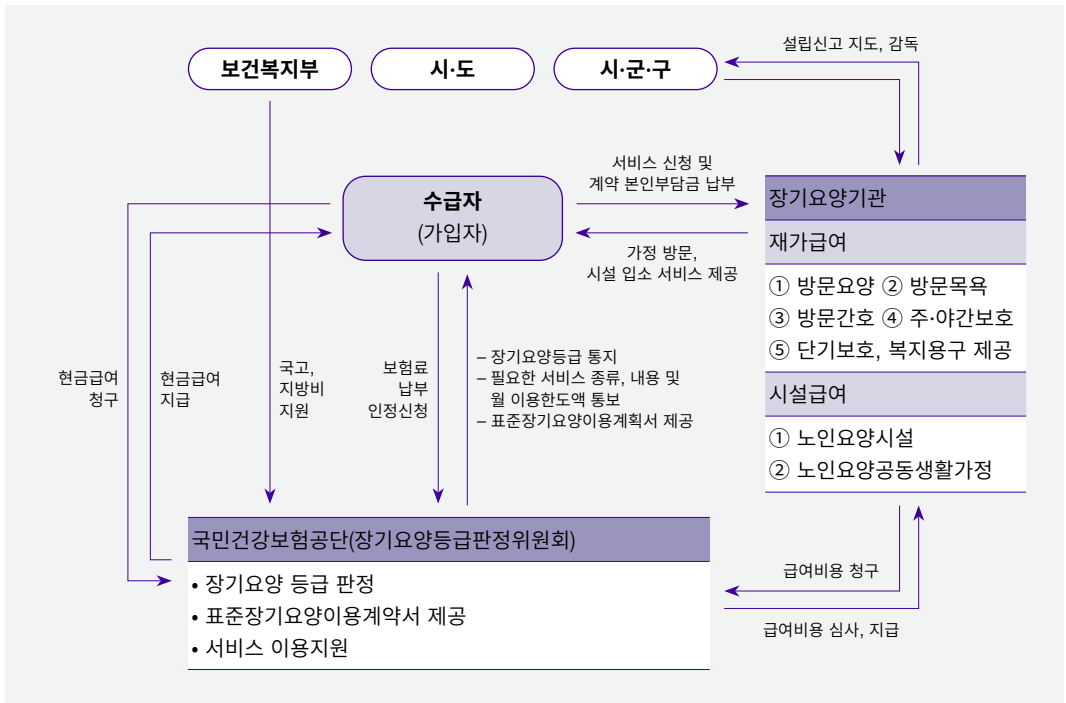 보건복지부
시·도
시·군·구
설립신고 지도, 감독
서비스 신청 및
계약 본인부담금 납부
수급자
(가입자)
가정 방문,
시설 입소 서비스 제공
장기요양기관
재가급여
① 방문요양 ② 방문목욕
③ 방문간호 ④ 주·야간보호
⑤ 단기보호, 복지용구 제공
시설급여
① 노인요양시설
② 노인요양공동생활가정
현금급여
청구
현금급여
지급
국고,
지방비
지원
보험료
납부
인정신청
– 장기요양등급 통지
– 필요한 서비스 종류, 내용 및
월 이용한도액 통보
– 표준장기요양이용계획서 제공
국민건강보험공단(장기요양등급판정위원회)
• 장기요양 등급 판정
• 표준장기요양이용계약서 제공
• 서비스 이용지원
급여비용 청구
급여비용 심사, 지급